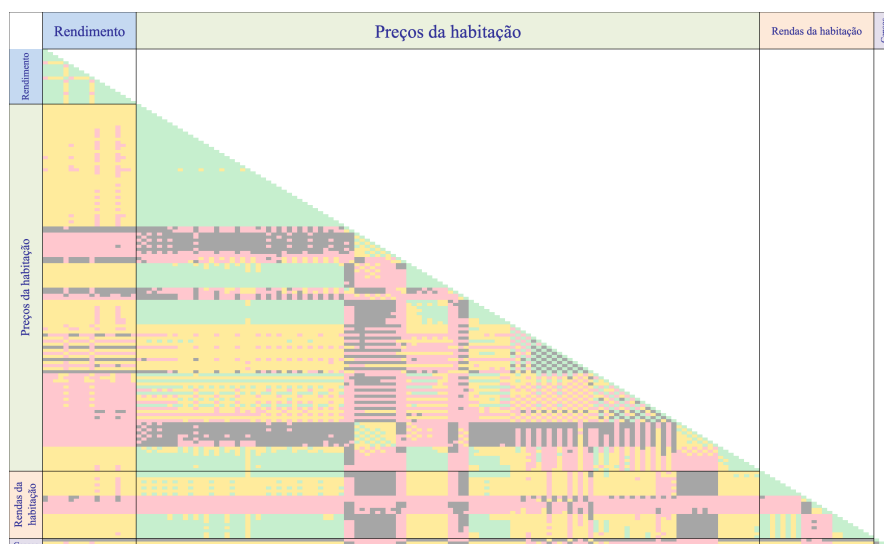 Rendimento
Preços da habitação
Rendas da habitação
Rendimento
Preços da habitação
Rendas da
habitação